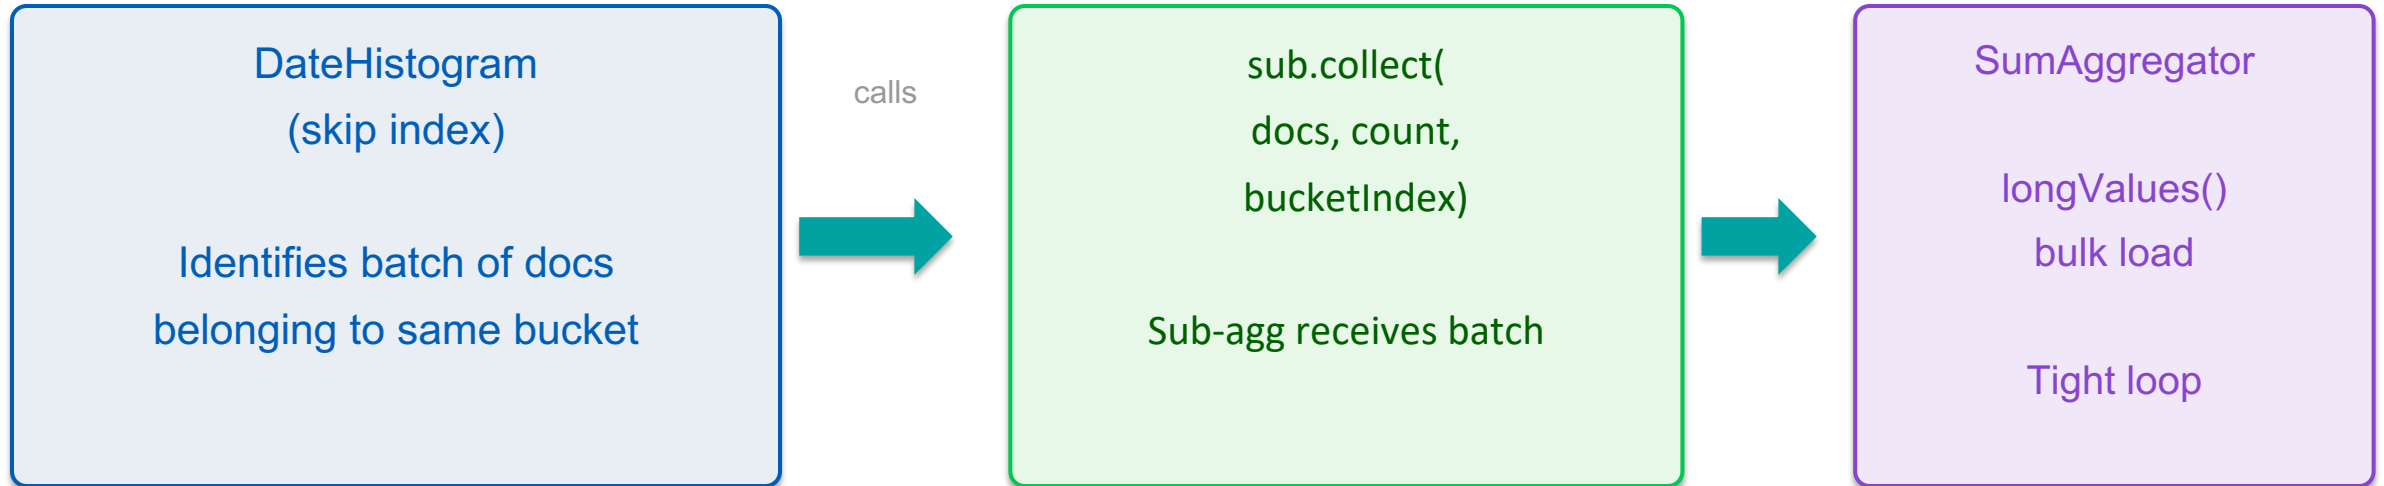 DateHistogram
(skip index)
Identifies batch of docs
belonging to same bucket
calls
sub.collect(
docs, count,
bucketIndex)
Sub-agg receives batch
SumAggregator
longValues()
bulk load
Tight loop